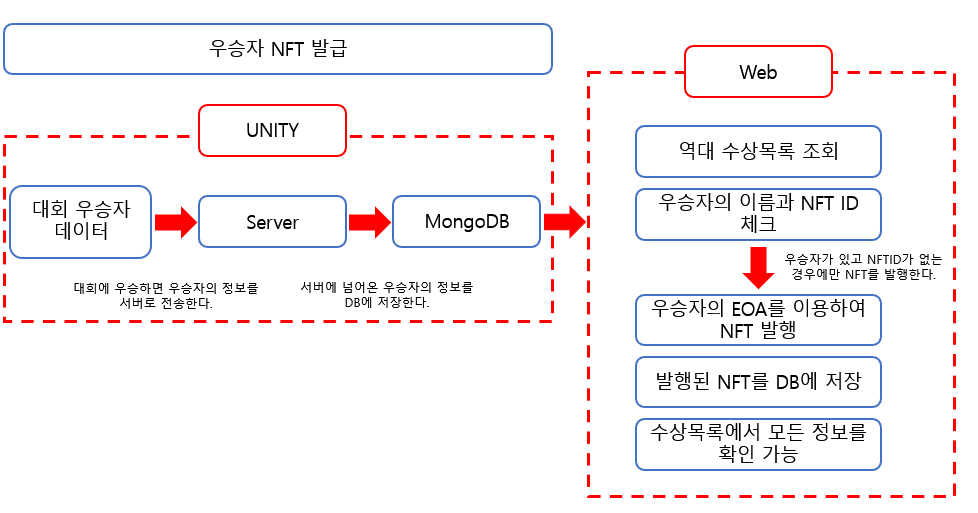 우승자 NFT 발급
UNITY
대회 우승자
데이터
Server
MongoDB
대회에 우승하면 우승자의 정보를
서버로 전송한다.
서버에 넘어온 우승자의 정보를
DB에 저장한다.
Web
역대 수상목록 조회
우승자의 이름과 NFT ID
체크
우승자가 있고 NFTID가 없는
경우에만 NFT를 발행한다.
우승자의 EOA를 이용하여
NFT 발행
발행된 NFT를 DB에 저장
수상목록에서 모든 정보를
확인 가능